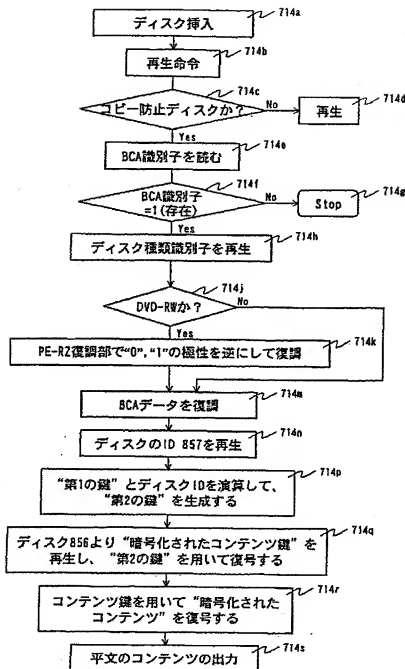 ディスク挿入
714a
再生命令
714b
コピー防止ディスクか?
714c
No
再生
714d
Yes
BCA識別子を読む
714e
BCA識別子
=1(存在)
714f
No
Stop
714g
Yes
ディスク種類識別子を再生
714h
DVD-RWか?
714j
No
Yes
PE-RZ復調部で"0","1"の極性を逆にして復調
714k
BCAデータを復調
714m
ディスクのID 857を再生
714n
"第1の鍵"とディスクIDを演算して、
"第2の鍵"を生成する
714p
ディスク856より"暗号化されたコンテンツ鍵"を
再生し、"第2の鍵"を用いて復号する
714q
コンテンツ鍵を用いて"暗号化された
コンテンツ"を復号する
714r
平文のコンテンツの出力
714s